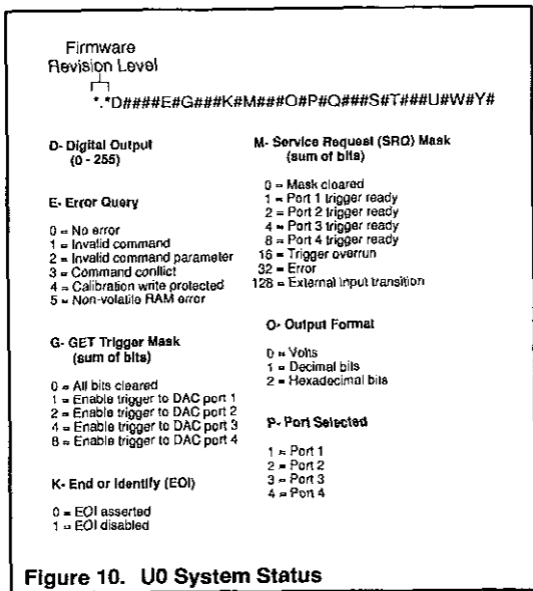 Firmware
Revision Level
*.*D####E#G###K#M###O#P#Q###S#T###U#W#Y#
D- Digital Output
(0 - 255)
E- Error Query
0 = No error
1 = Invalid command
2 = Invalid command parameter
3 = Command conflict
4 = Calibration write protected
5 = Non-volatile RAM error
G- GET Trigger Mask
(sum of bits)
0 = All bits cleared
1 = Enable trigger to DAC port 1
2 = Enable trigger to DAC port 2
4 = Enable trigger to DAC port 3
8 = Enable trigger to DAC port 4
K- End or Identify (EOI)
0 = EOI asserted
1 = EOI disabled
M- Service Request (SRQ) Mask
(sum of bits)
0 = Mask cleared
1 = Port 1 trigger ready
2 = Port 2 trigger ready
4 = Port 3 trigger ready
8 = Port 4 trigger ready
16 = Trigger overrun
32 = Error
128 = External input transition
O- Output Format
0 = Volts
1 = Decimal bits
2 = Hexadecimal bits
P- Port Selected
1 = Port 1
2 = Port 2
3 = Port 3
4 = Port 4
Figure 10. U0 System Status